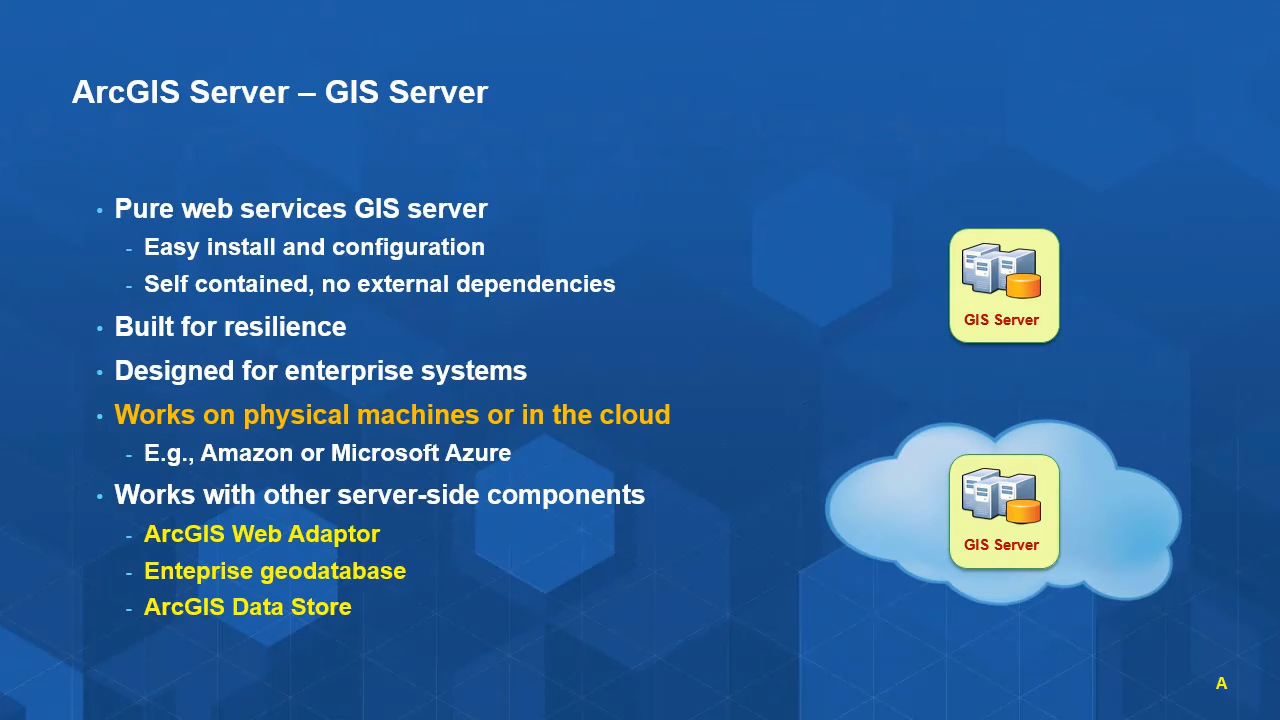 ArcGIS Server – GIS Server
• Pure web services GIS server
- Easy install and configuration
- Self contained, no external dependencies
• Built for resilience
• Designed for enterprise systems
• Works on physical machines or in the cloud
- E.g., Amazon or Microsoft Azure
• Works with other server-side components
- ArcGIS Web Adaptor
- Enteprise geodatabase
- ArcGIS Data Store
GIS Server
GIS Server
A